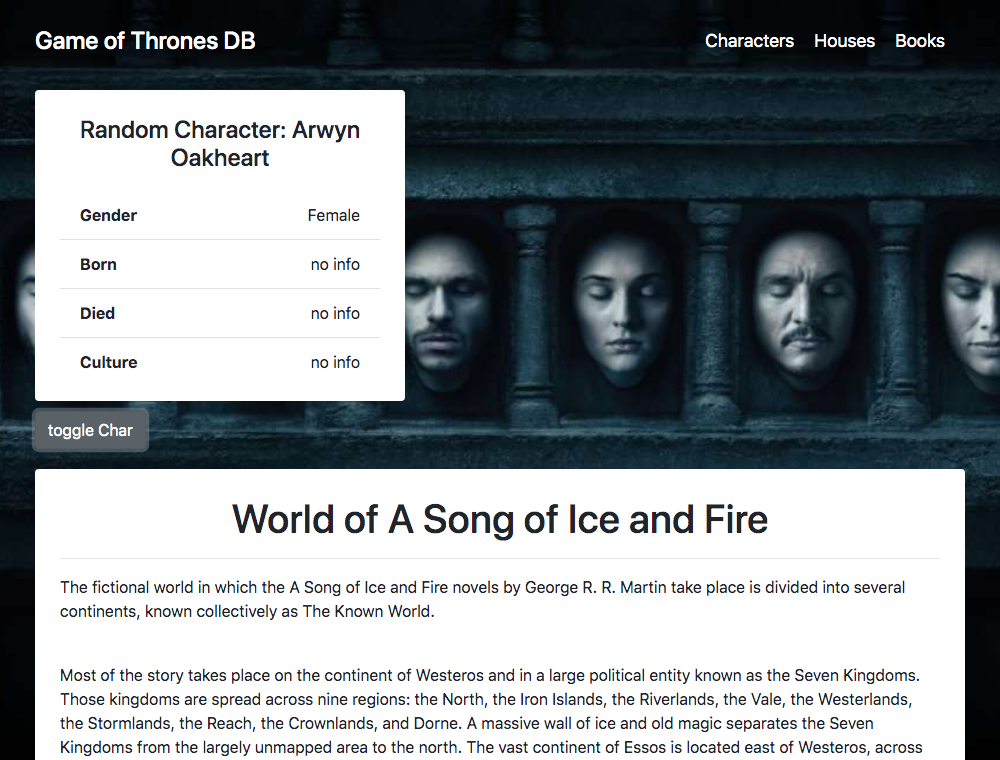 Game of Thrones DB
Characters Houses Books
Random Character: Arwyn
Oakheart
Gender Female
Born no info
Died no info
Culture no info
toggle Char
World of A Song of Ice and Fire
The fictional world in which the A Song of Ice and Fire novels by George R. R. Martin take place is divided into several
continents, known collectively as The Known World.
Most of the story takes place on the continent of Westeros and in a large political entity known as the Seven Kingdoms.
Those kingdoms are spread across nine regions: the North, the Iron Islands, the Riverlands, the Vale, the Westerlands,
the Stormlands, the Reach, the Crownlands, and Dorne. A massive wall of ice and old magic separates the Seven
Kingdoms from the largely unmapped area to the north. The vast continent of Essos is located east of Westeros, across